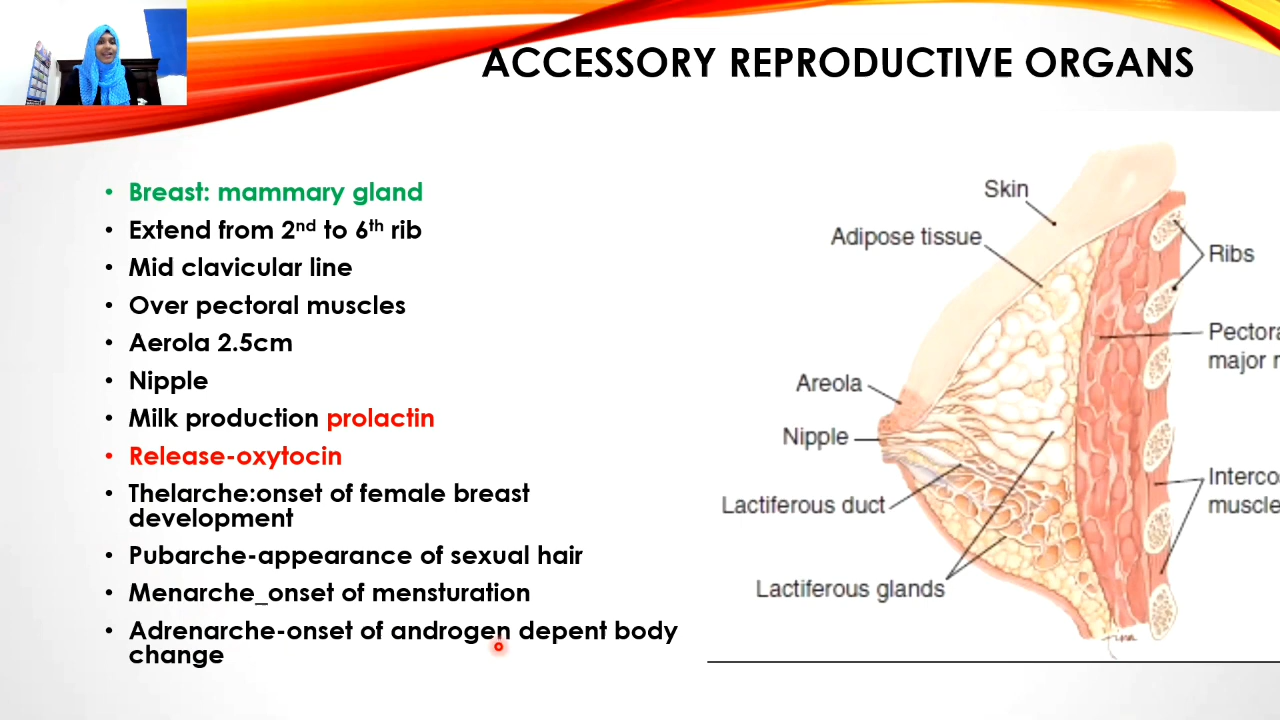 ACCESSORY REPRODUCTIVE ORGANS
• Breast: mammary gland
• Extend from 2nd to 6th rib
• Mid clavicular line
• Over pectoral muscles
• Aerola 2.5cm
• Nipple
• Milk production prolactin
• Release-oxytocin
• Thelarche:onset of female breast
development
• Pubarche-appearance of sexual hair
• Menarche_onset of mensturation
• Adrenarche-onset of androgen depent body
change
Skin
Adipose tissue
Ribs
Pectora
major m
Areola
Nipple
Lactiferous duct
Interco
muscle
Lactiferous glands